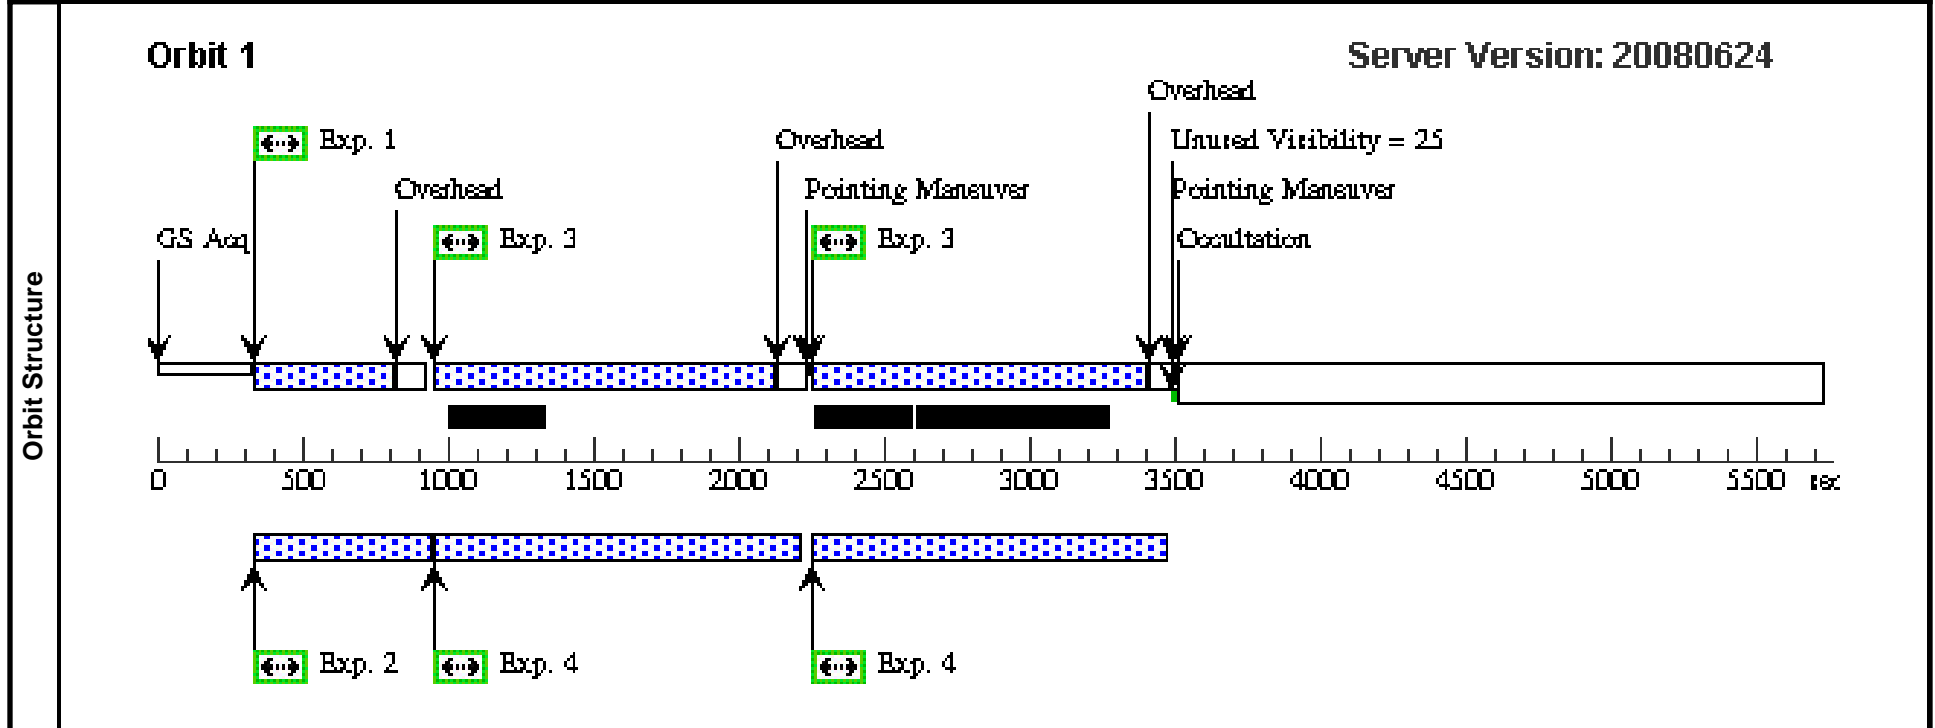 Orbit 1
Server Version: 20080624
Overhead
Exp. 1
Overhead
Unused Visibility = 25
Overhead
Pointing Maneuver
Pointing Maneuver
GS Acq
Exp. 3
Exp. 3
Occultation
Orbit Structure
0 500 1000 1500 2000 2500 3000 3500 4000 4500 5000 5500 sec
Exp. 2
Exp. 4
Exp. 4